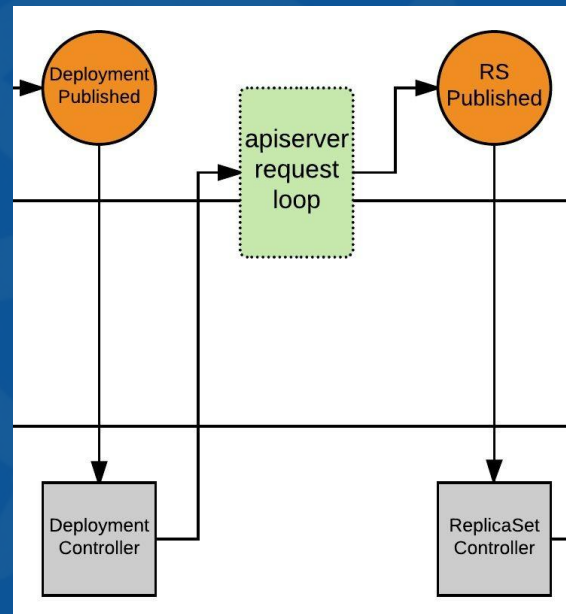 Deployment
Published
apiserver
request
loop
RS
Published
Deployment
Controller
ReplicaSet
Controller